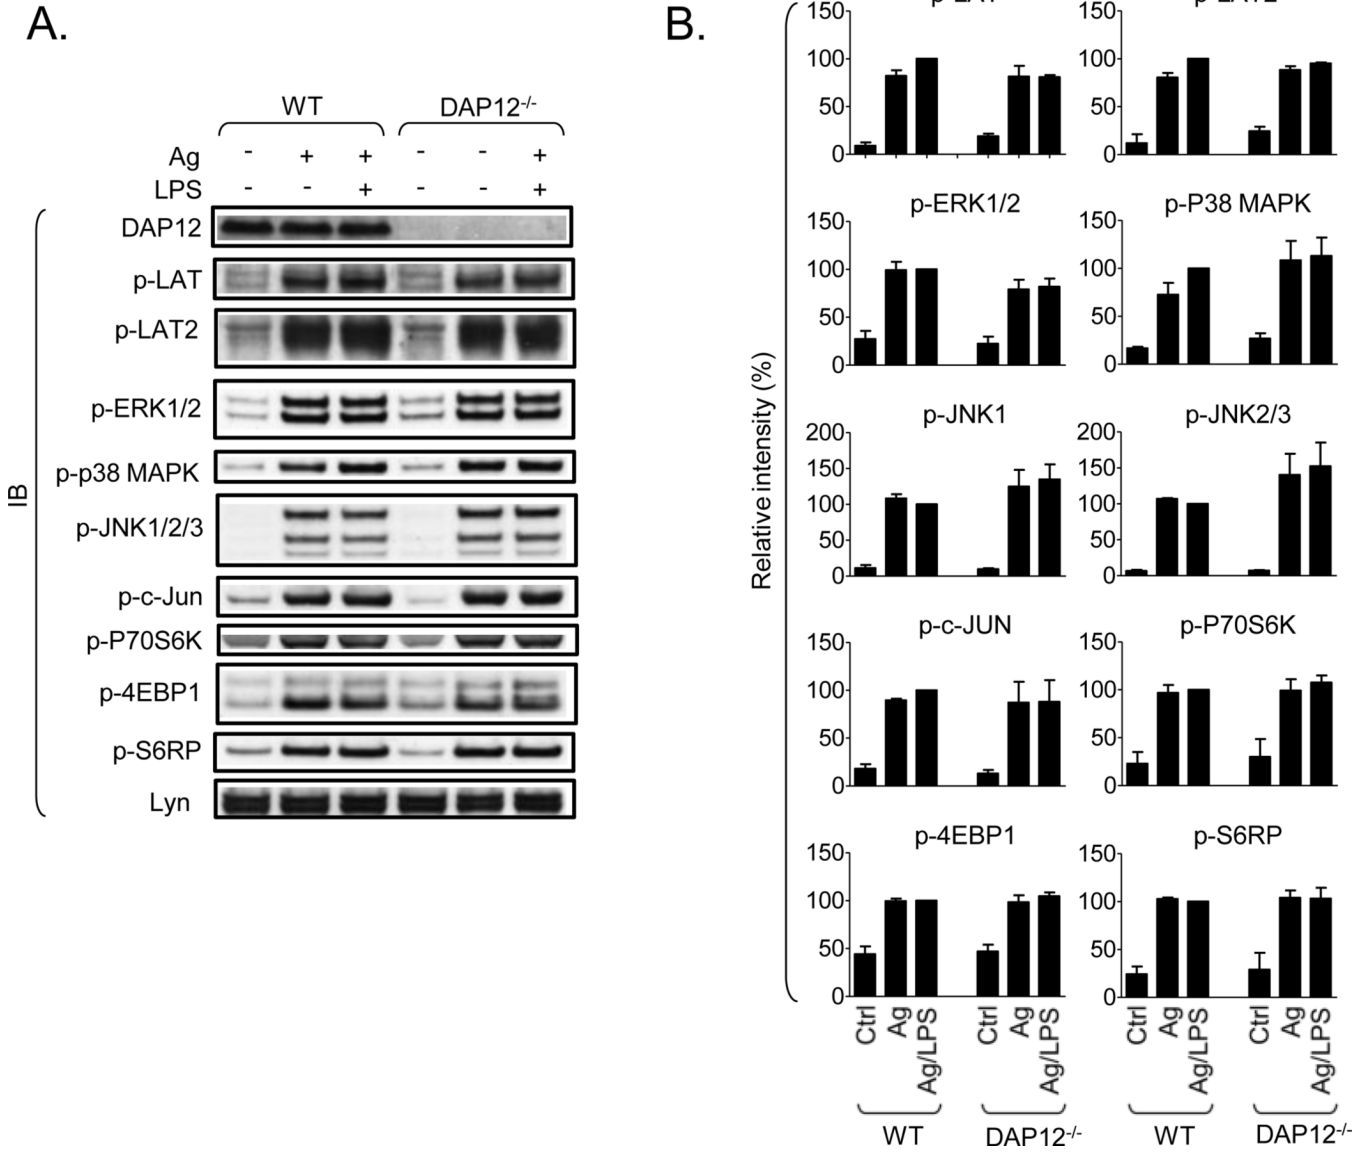 A.
WT DAP12-/-
Ag - + + - - +
LPS - - + - - +
IB
DAP12
p-LAT
p-LAT2
p-ERK1/2
p-p38 MAPK
p-JNK1/2/3
p-c-Jun
p-P70S6K
p-4EBP1
p-S6RP
Lyn
B.
Relative intensity (%)
p-LAT p-LAT2
150 150
100 100
50 50
0 0
p-ERK1/2 p-P38 MAPK
150 150
100 100
50 50
0 0
p-JNK1 p-JNK2/3
200 200
150 150
100 100
50 50
0 0
p-c-JUN p-P70S6K
150 150
100 100
50 50
0 0
p-4EBP1 p-S6RP
150 150
100 100
50 50
0 0
Ctrl Ag Ag/LPS Ctrl Ag Ag/LPS Ctrl Ag Ag/LPS Ctrl Ag Ag/LPS
WT DAP12-/- WT DAP12-/-